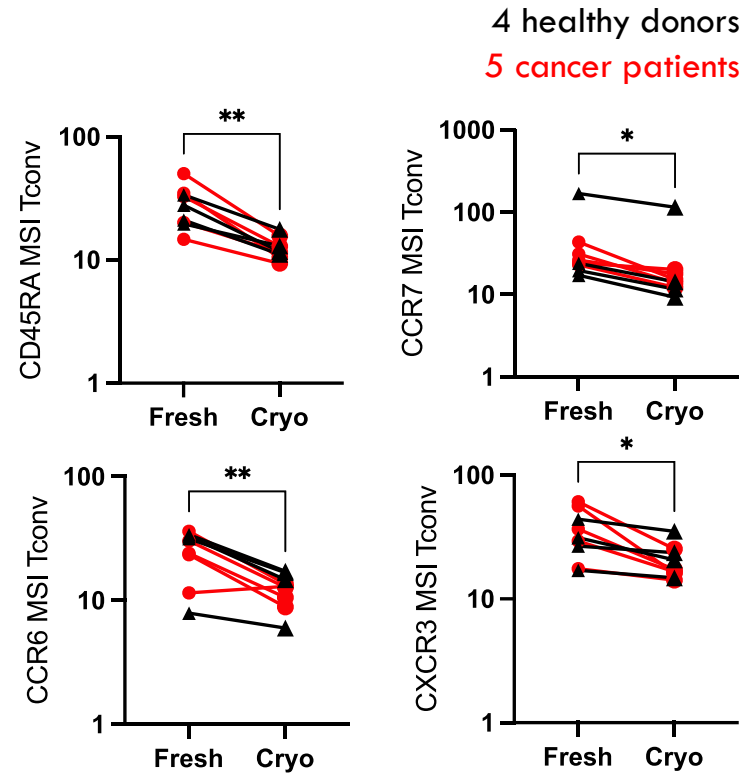 4 healthy donors
5 cancer patients
CD45RA MSI Tconv
100
10
1
**
Fresh Cryo
CCR7 MSI Tconv
1000
100
10
1
*
Fresh Cryo
CCR6 MSI Tconv
100
10
1
**
Fresh Cryo
CXCR3 MSI Tconv
100
10
1
*
Fresh Cryo